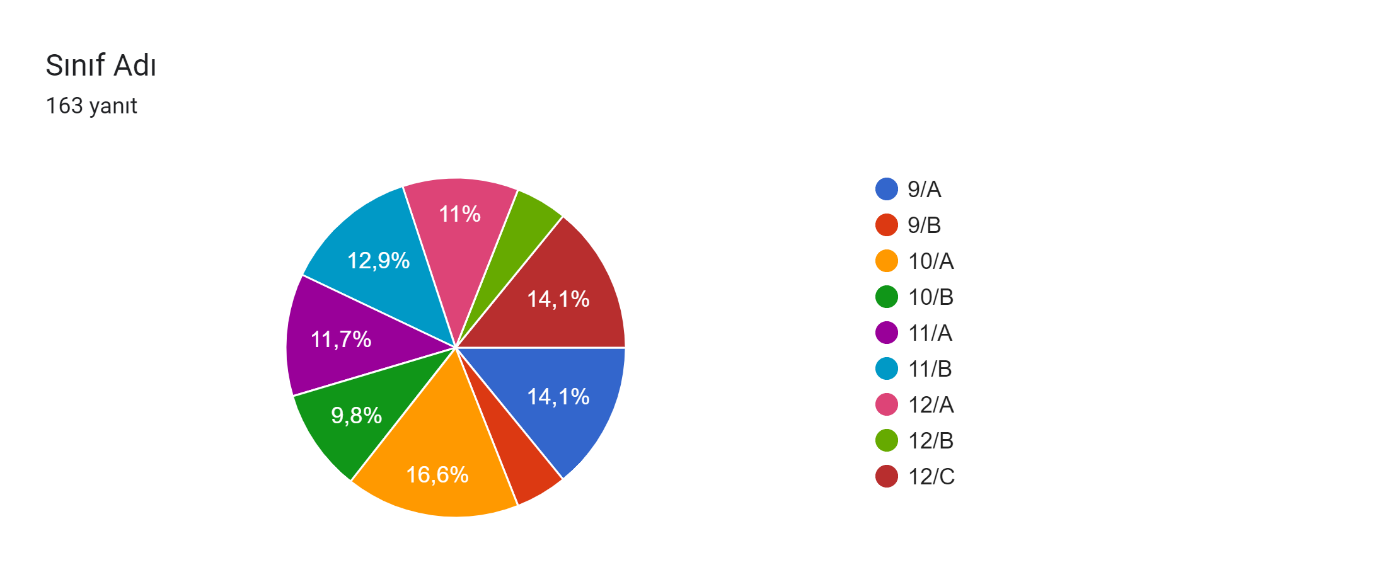 Sınıf Adı
163 yanıt
11%
12,9%
14,1%
11,7%
14,1%
9,8%
16,6%
9/A
9/B
10/A
10/B
11/A
11/B
12/A
12/B
12/C